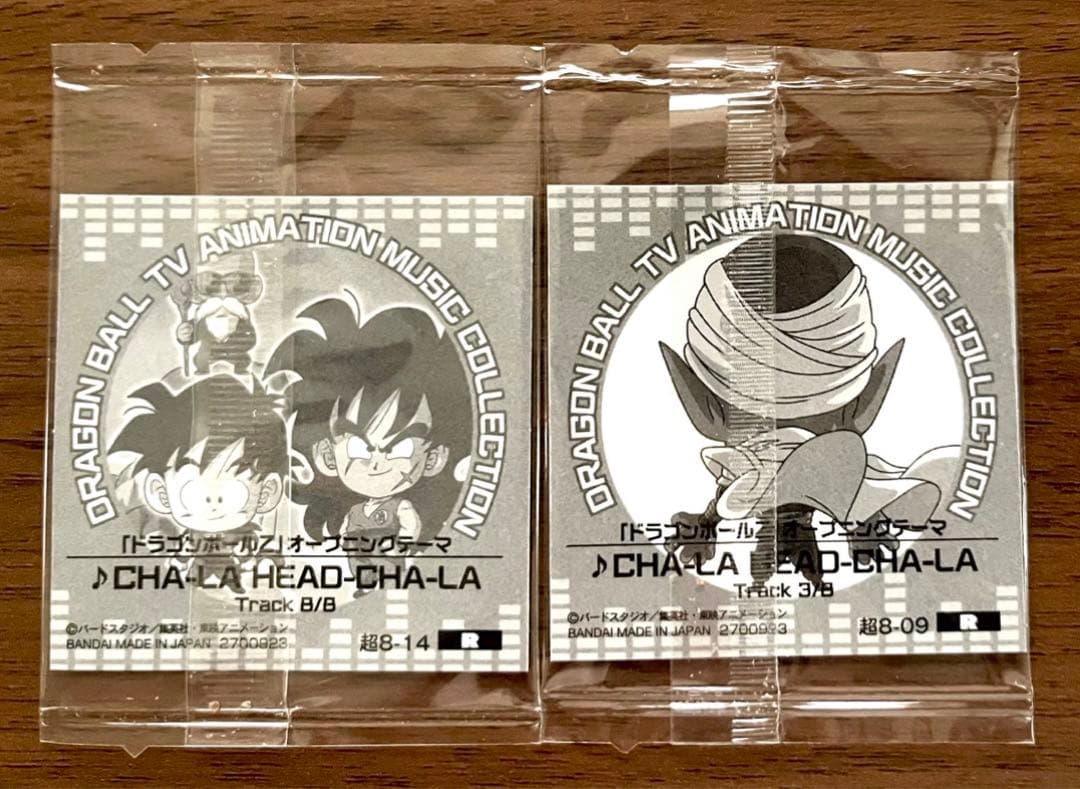 DRAGON BALL TV ANIMATION MUSIC COLLECTION
「ドラゴンボールZ」オープニングテーマ
♪CHA-LA HEAD-CHA-LA
Track 8/8
©バードスタジオ/集英社・東映アニメーション
BANDAI MADE IN JAPAN 2700923
超8-14 R
DRAGON BALL TV ANIMATION MUSIC COLLECTION
「ドラゴンボールZ」オープニングテーマ
♪CHA-LA HEAD-CHA-LA
Track 3/8
©バードスタジオ/集英社・東映アニメーション
BANDAI MADE IN JAPAN 2700923
超8-09 R